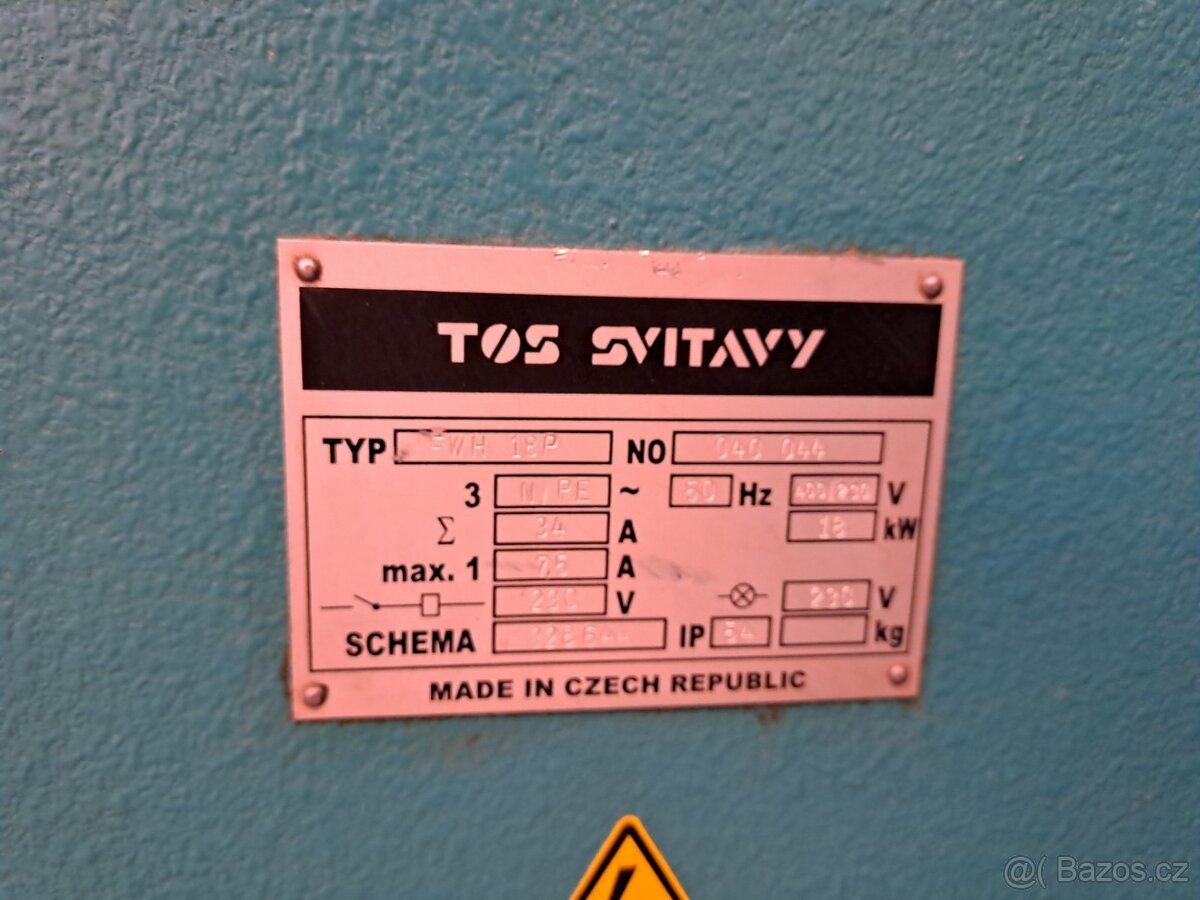 TOS SVITAVY
TYP FWH 18P NO 040 044
3 N/PE ~ 50 Hz 400/230 V
Σ 34 A 18 kW
max. 1 A
230 V 230 V
SCHEMA IP 54 kg
MADE IN CZECH REPUBLIC
@( Bazos.cz